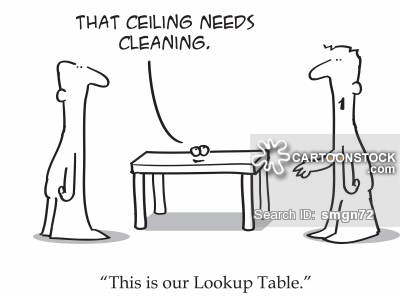 THAT CEILING NEEDS
CLEANING.
CARTOONSTOCK
.com
Search ID: smgn72
“This is our Lookup Table.”